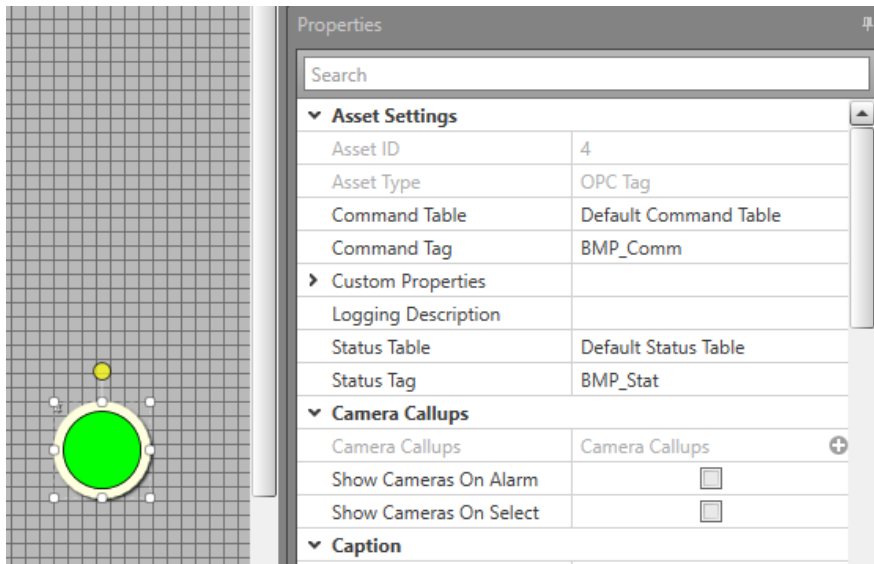 Properties
Search
Asset Settings
Asset ID 4
Asset Type OPC Tag
Command Table Default Command Table
Command Tag BMP_Comm
Custom Properties
Logging Description
Status Table Default Status Table
Status Tag BMP_Stat
Camera Callups
Camera Callups Camera Callups
Show Cameras On Alarm
Show Cameras On Select
Caption